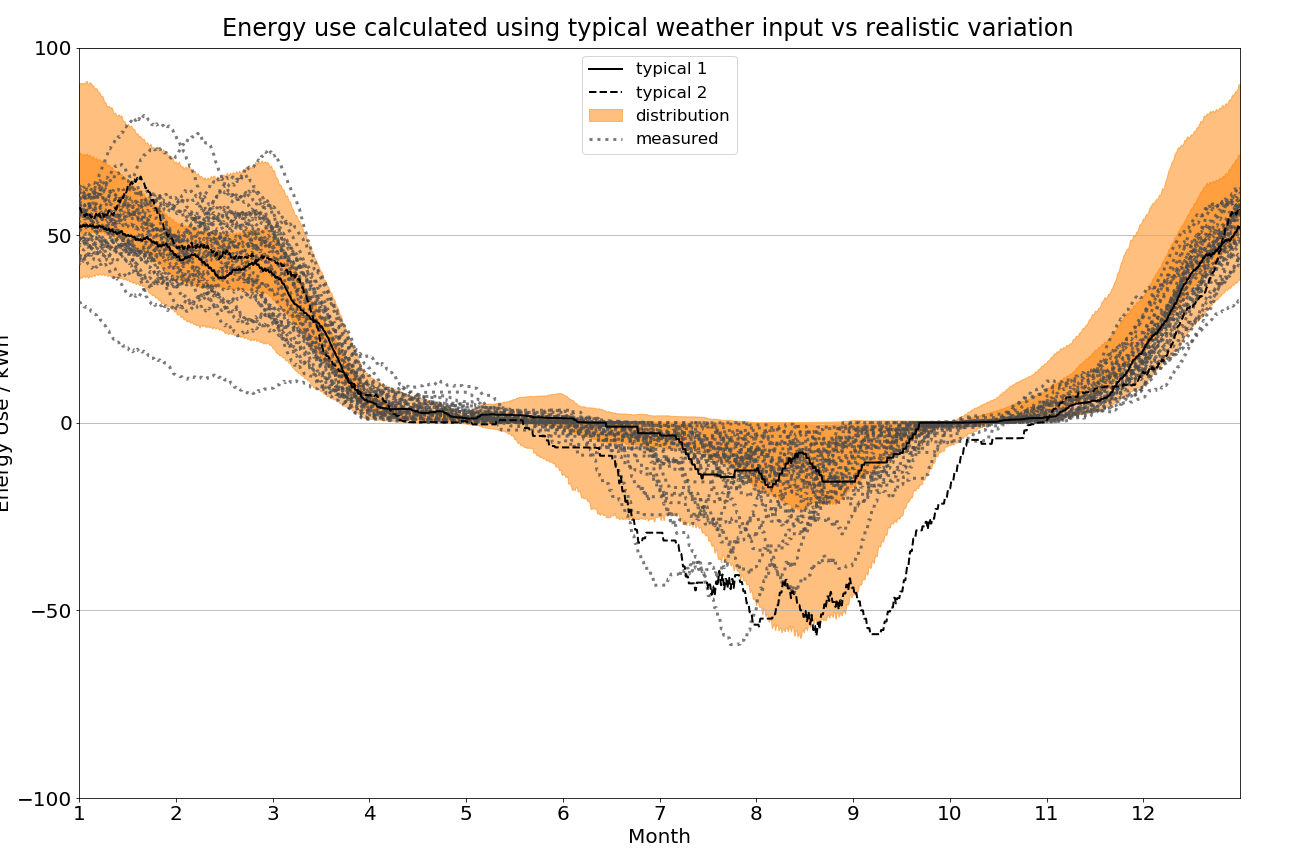 Energy use calculated using typical weather input vs realistic variation
typical 1
typical 2
distribution
measured
100
50
0
−50
−100
Energy use / kWh
1 2 3 4 5 6 7 8 9 10 11 12
Month